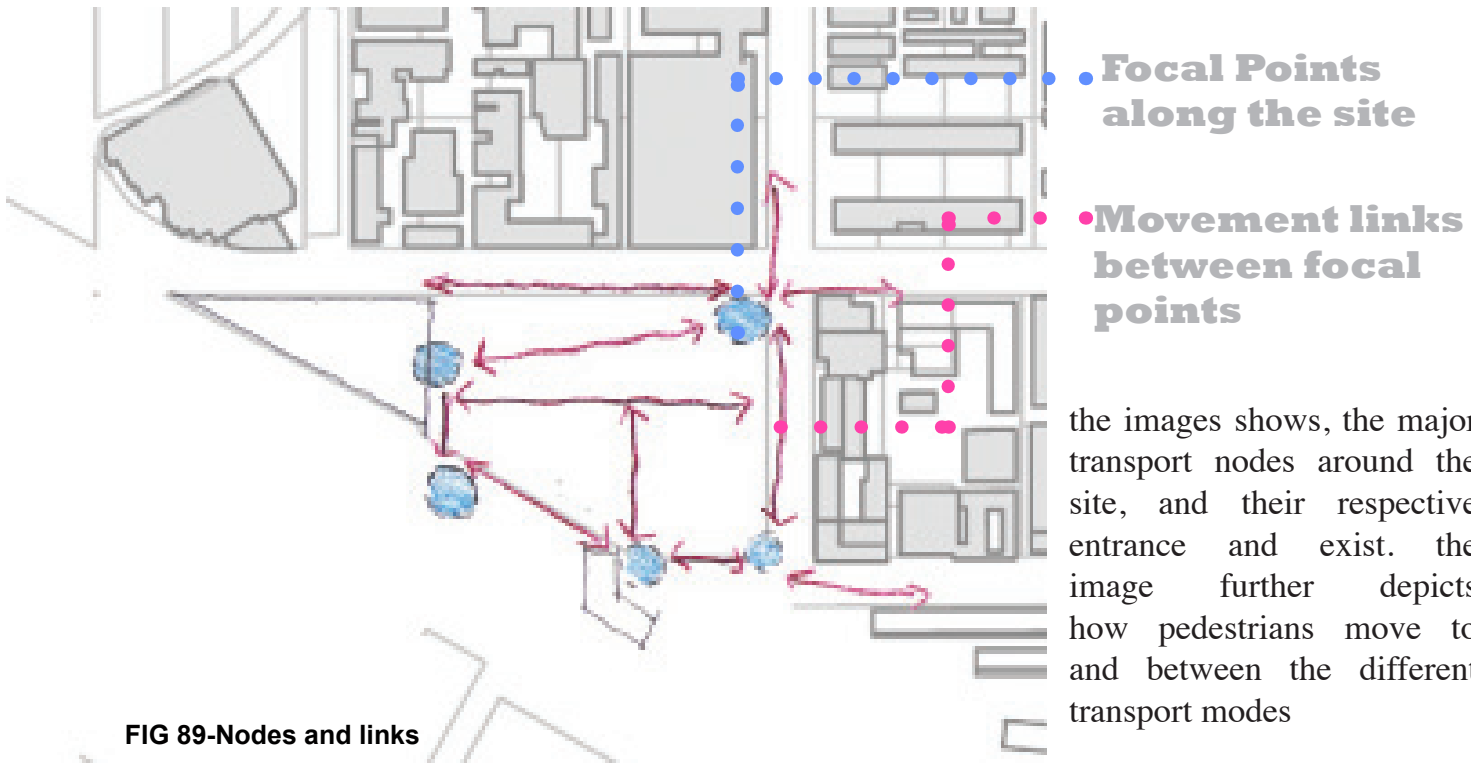 Focal Points
along the site
Movement links
between focal
points
the images shows, the major
transport nodes around the
site, and their respective
entrance and exist. the
image further depicts
how pedestrians move to
and between the different
transport modes
FIG 89-Nodes and links